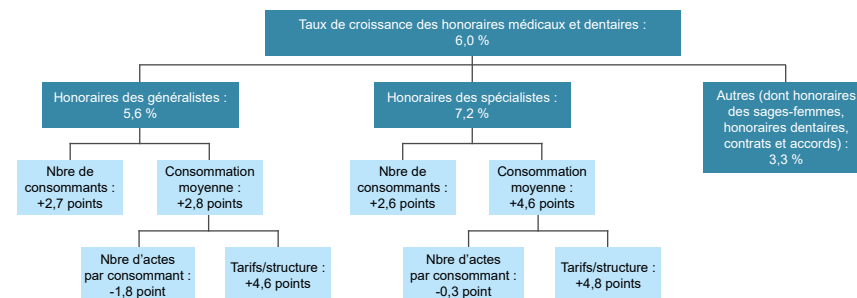 Taux de croissance des honoraires médicaux et dentaires :
6,0 %
Honoraires des généralistes :
5,6 %
Honoraires des spécialistes :
7,2 %
Autres (dont honoraires
des sages-femmes,
honoraires dentaires,
contrats et accords) :
3,3 %
Nbre de
consommants :
+2,7 points
Consommation
moyenne :
+2,8 points
Nbre de
consommants :
+2,6 points
Consommation
moyenne :
+4,6 points
Nbre d'actes
par consommant :
-1,8 point
Tarifs/structure :
+4,6 points
Nbre d'actes
par consommant :
-0,3 point
Tarifs/structure :
+4,8 points